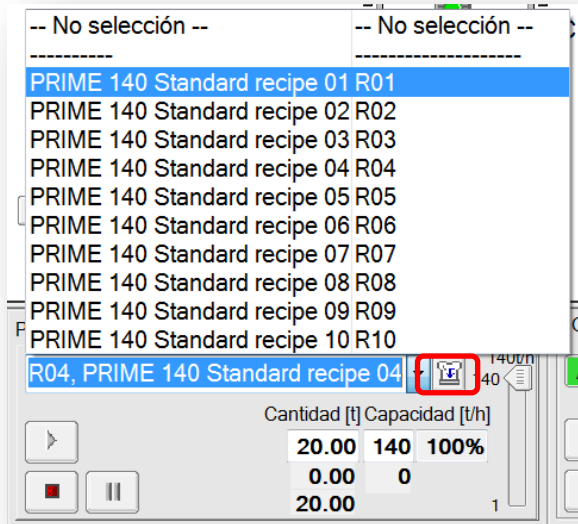 -- No selección -- -- No selección --
---------- --------------------
PRIME 140 Standard recipe 01 R01
PRIME 140 Standard recipe 02 R02
PRIME 140 Standard recipe 03 R03
PRIME 140 Standard recipe 04 R04
PRIME 140 Standard recipe 05 R05
PRIME 140 Standard recipe 06 R06
PRIME 140 Standard recipe 07 R07
PRIME 140 Standard recipe 08 R08
PRIME 140 Standard recipe 09 R09
PRIME 140 Standard recipe 10 R10
140t/h
R04, PRIME 140 Standard recipe 04 140
Cantidad [t] Capacidad [t/h]
20.00 140 100%
0.00 0
20.00 1